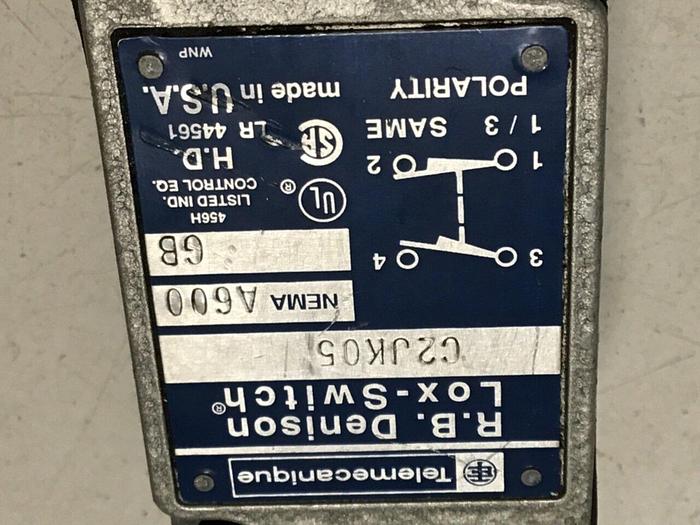 Telemecanique
R.B. Denison
Lox-Switch®
C2JK05
NEMA A600
GB
3 4
1 2
1 / 3 SAME
POLARITY
UL ®
456H
LISTED IND.
CONTROL EQ.
SA
H.D
LR 44561
made in U.S.A.
WNP